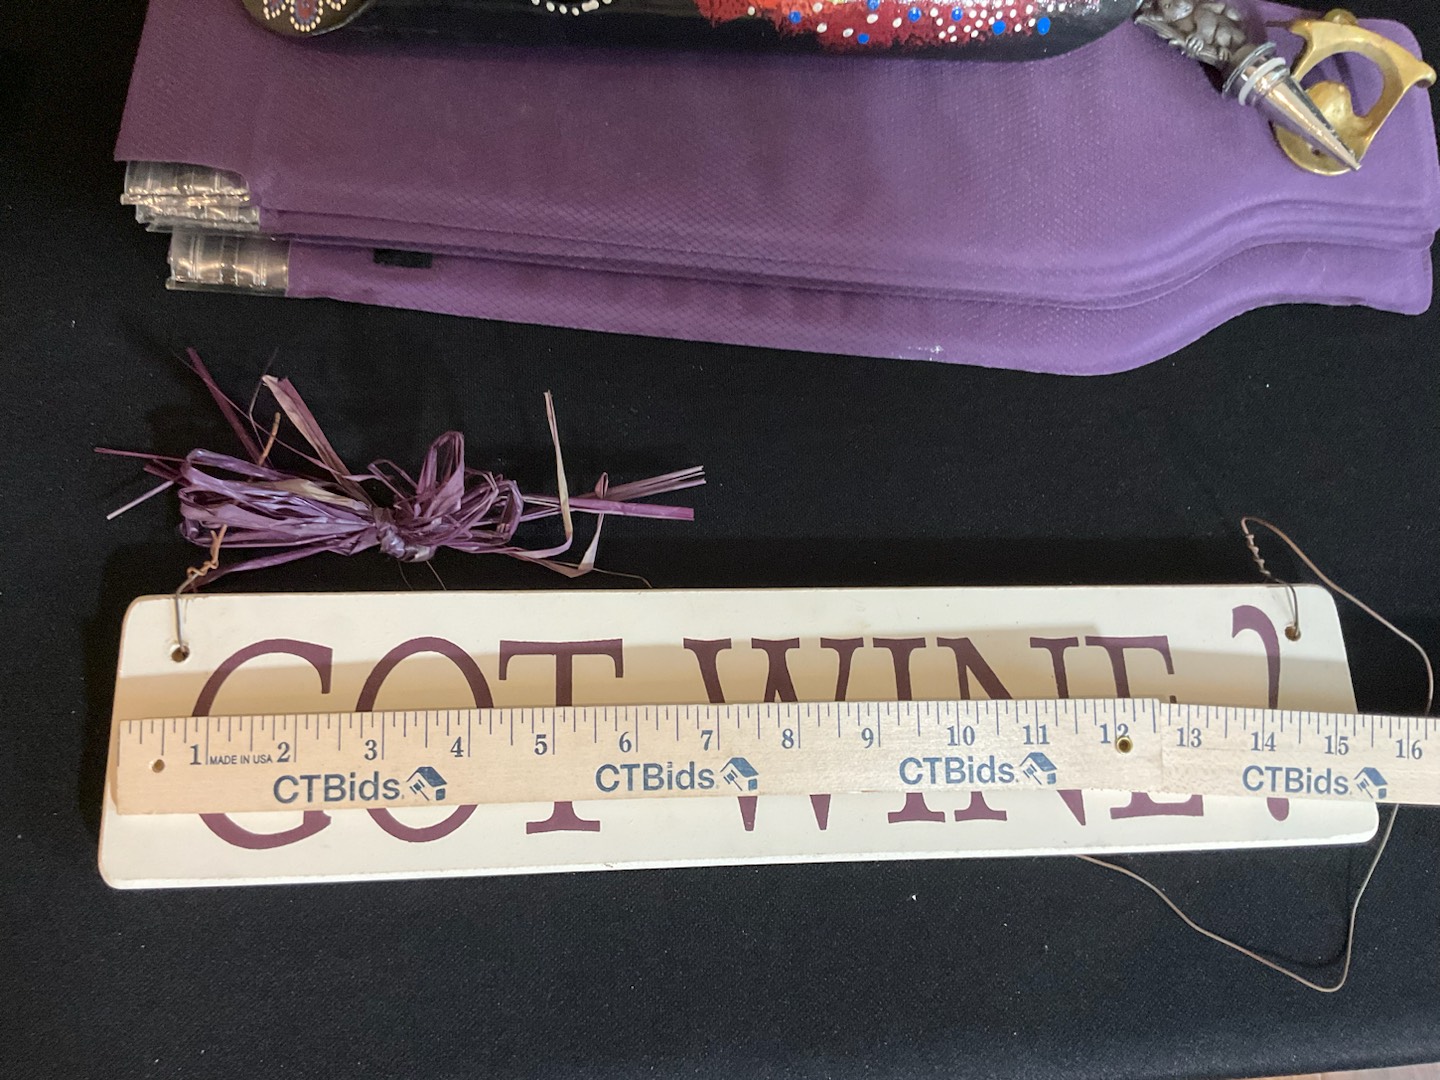 GOT WINE?
1 MADE IN USA 2 3 4 5 6 7 8 9 10 11 12 13 14 15 16
CTBids. CTBids. CTBids. CTBids.